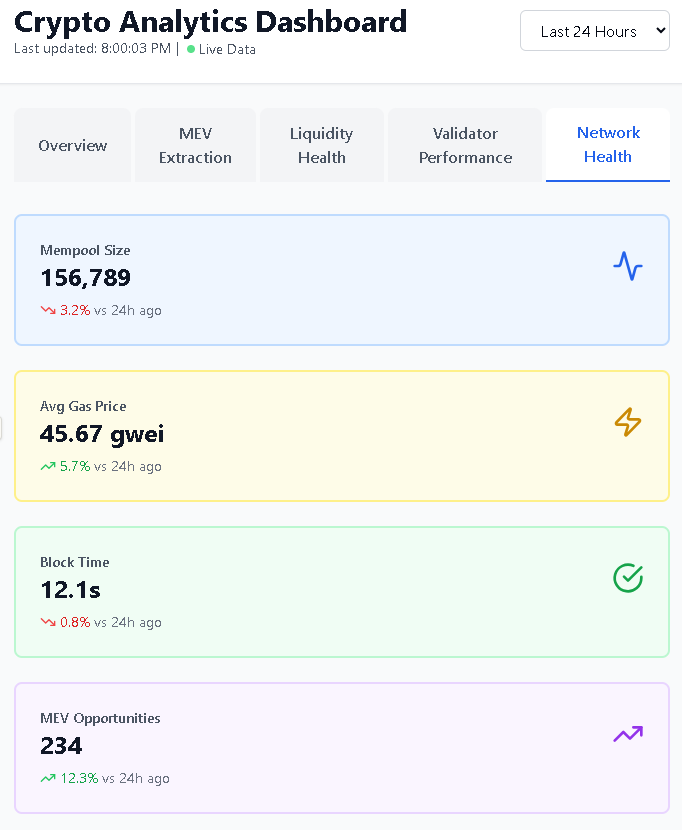 Crypto Analytics Dashboard
Last updated: 8:00:03 PM | Live Data
Last 24 Hours
Overview
MEV
Extraction
Liquidity
Health
Validator
Performance
Network
Health
Mempool Size
156,789
3.2% vs 24h ago
Avg Gas Price
45.67 gwei
5.7% vs 24h ago
Block Time
12.1s
0.8% vs 24h ago
MEV Opportunities
234
12.3% vs 24h ago